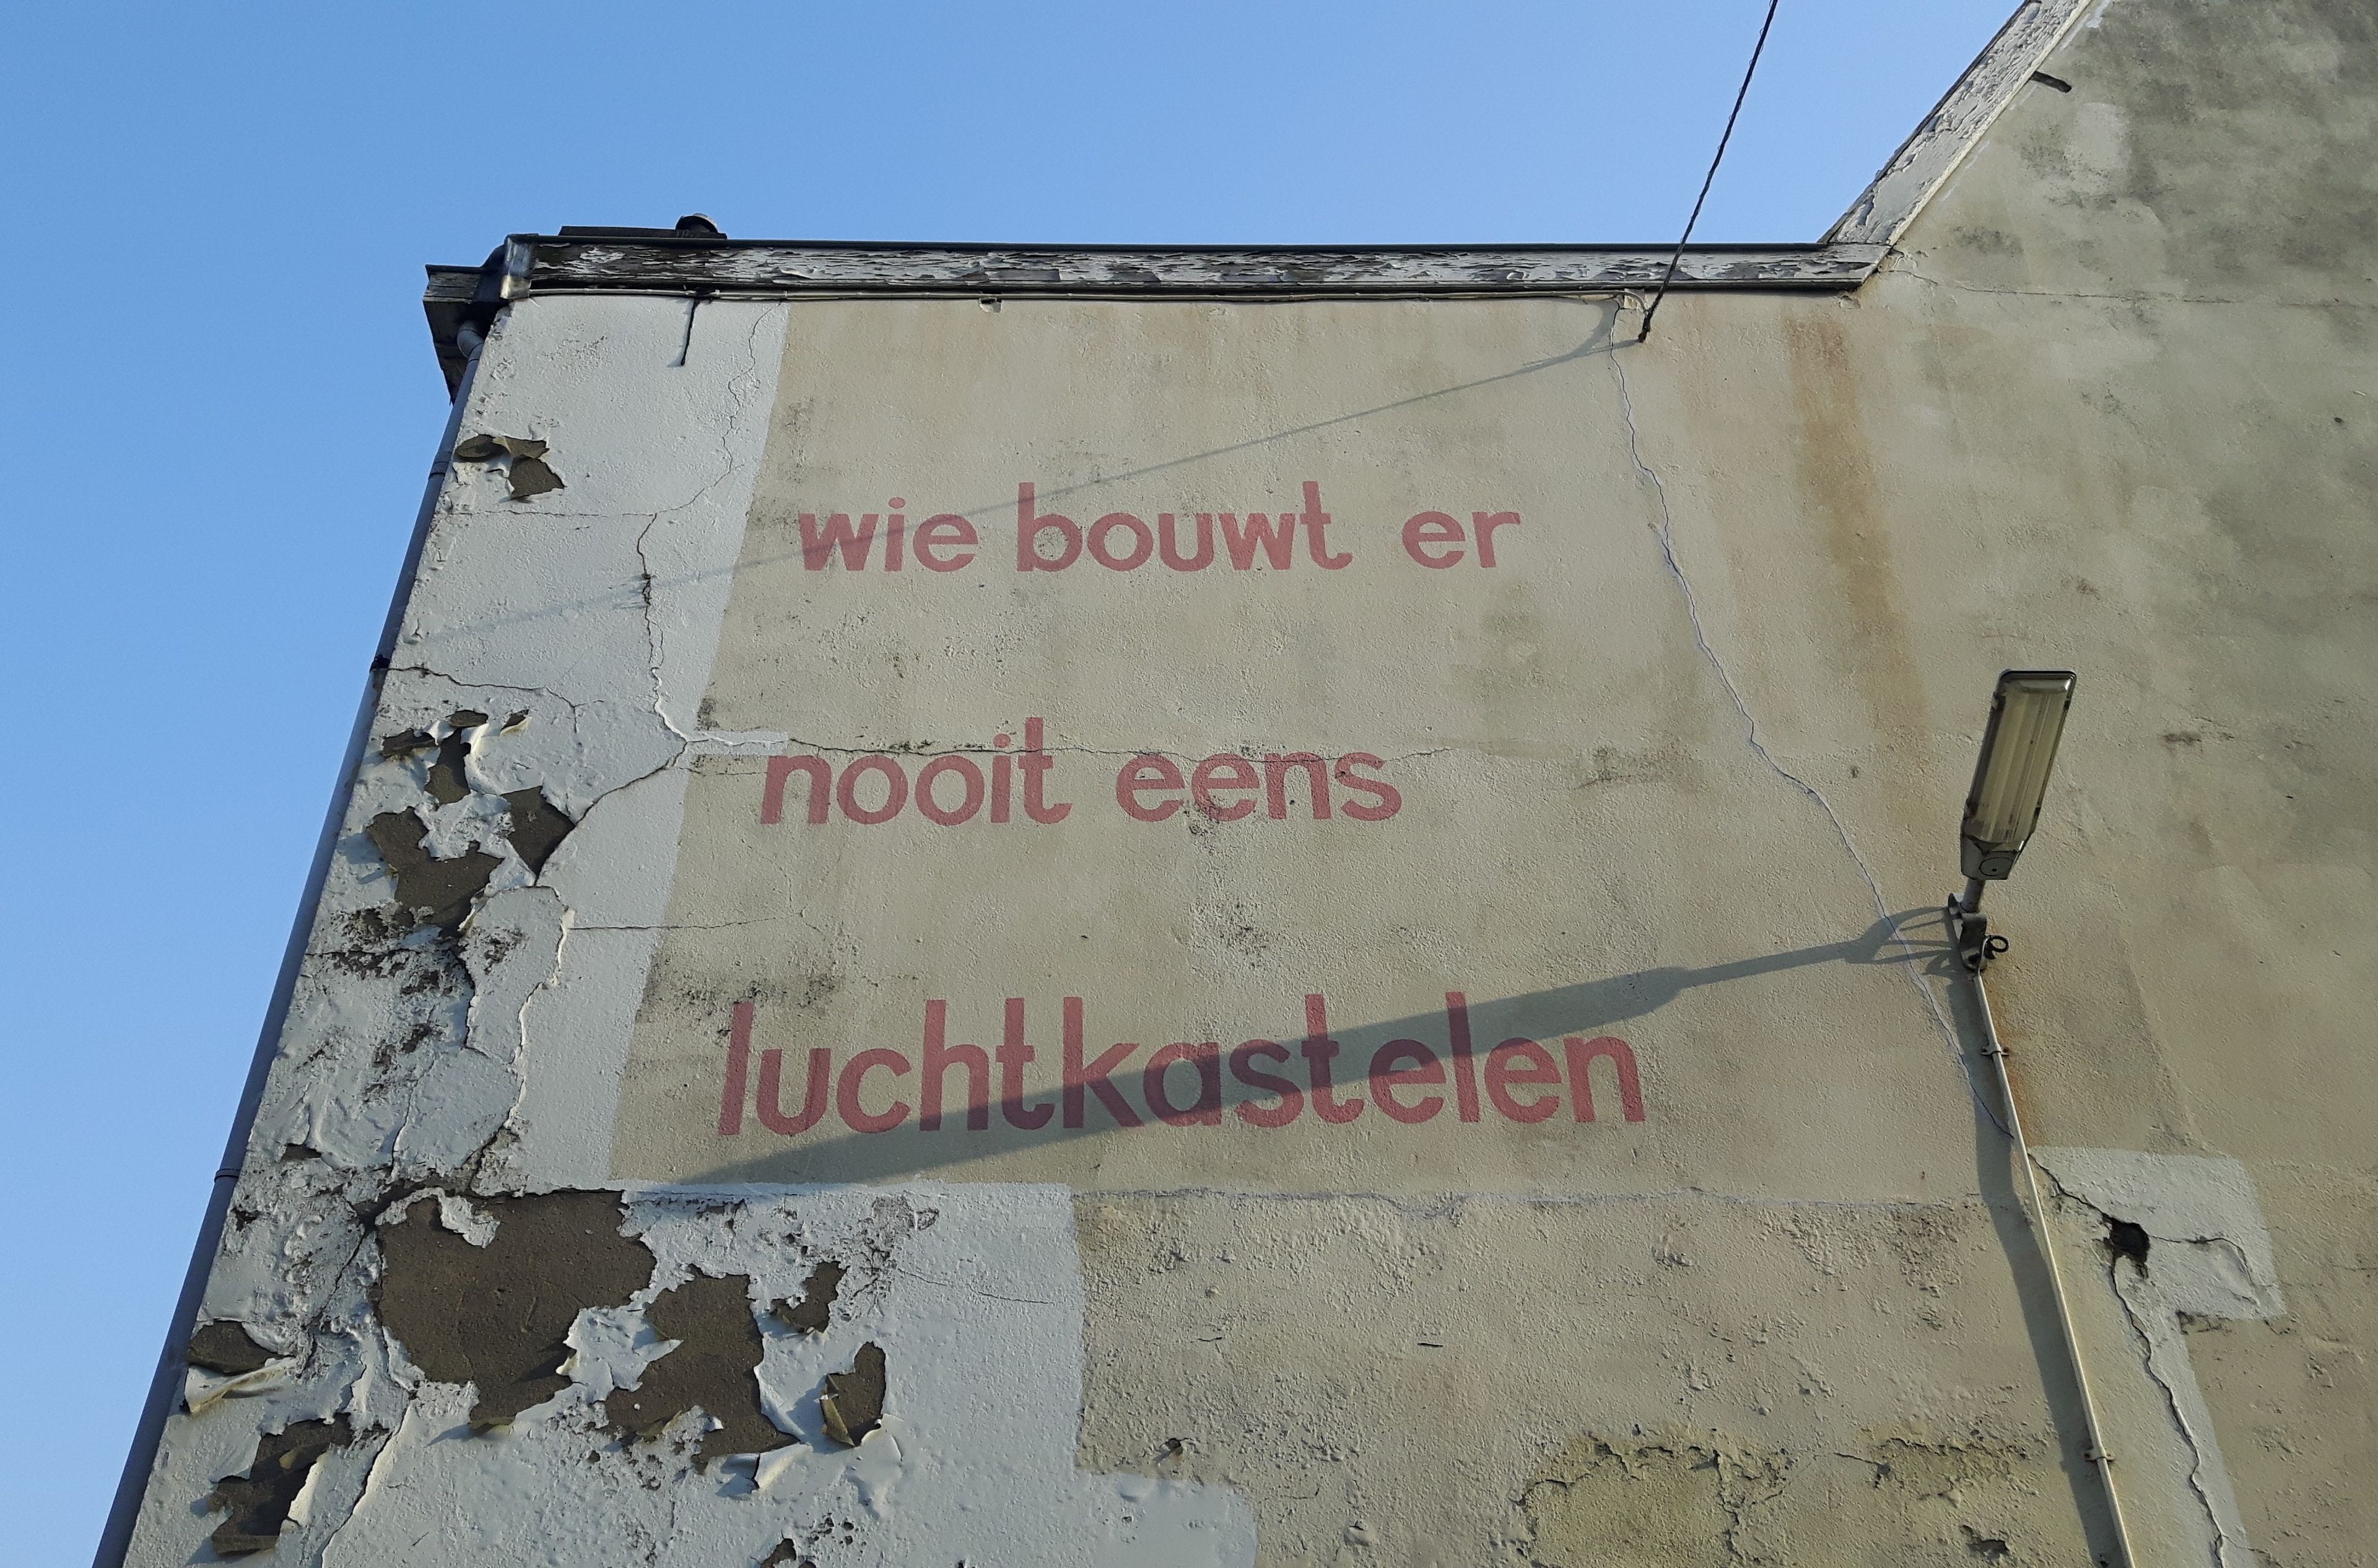 wie bouwt er
nooit eens
luchtkastelen